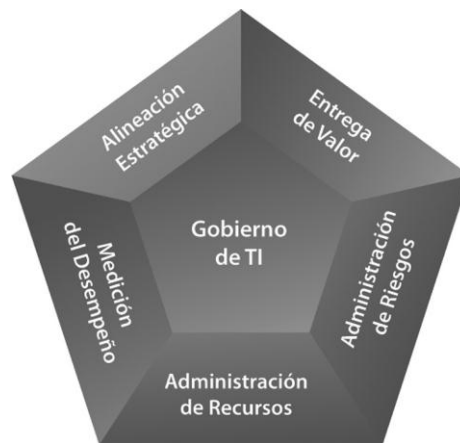 Alineación
Estratégica
Entrega
de Valor
Medición
del Desempeño
Gobierno
de TI
Administración
de Riesgos
Administración
de Recursos